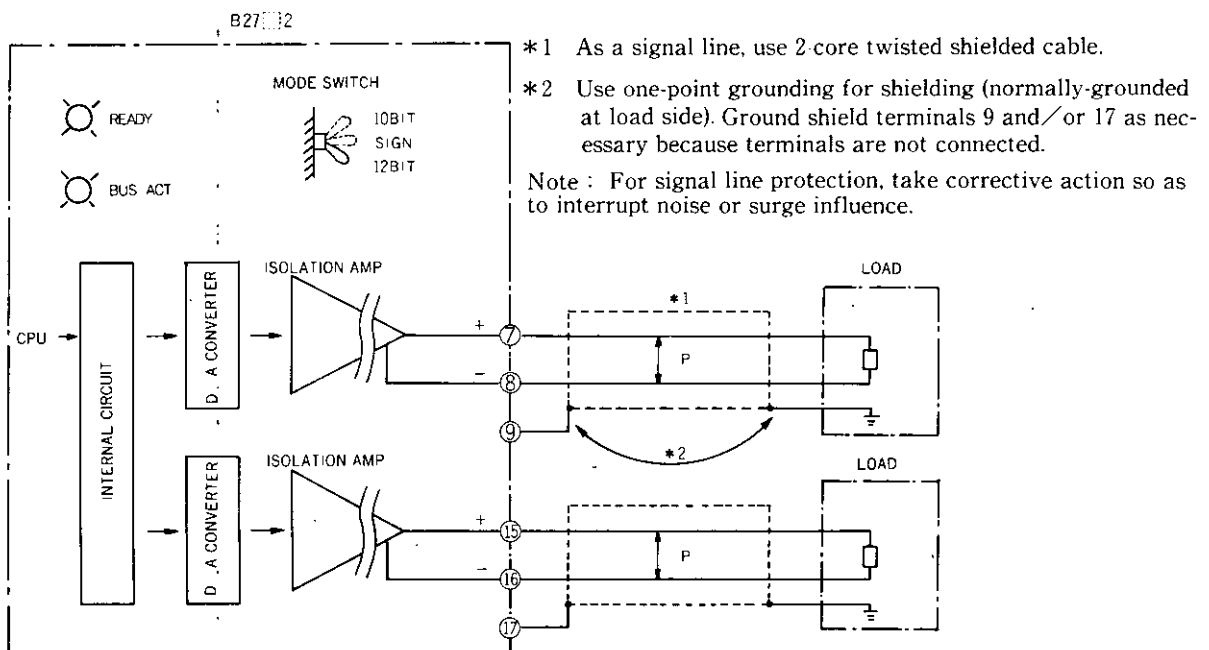 B27 2
*1 As a signal line, use 2-core twisted shielded cable.
*2 Use one-point grounding for shielding (normally-grounded
at load side). Ground shield terminals 9 and/or 17 as nec-
essary because terminals are not connected.
Note : For signal line protection, take corrective action so as
to interrupt noise or surge influence.
MODE SWITCH
READY
10BIT
SIGN
12BIT
BUS ACT
ISOLATION AMP
LOAD
*1
CPU
INTERNAL CIRCUIT
D. A CONVERTER
+
7
P
-
8
9
*2
ISOLATION AMP
LOAD
D. A CONVERTER
+
15
P
-
16
17